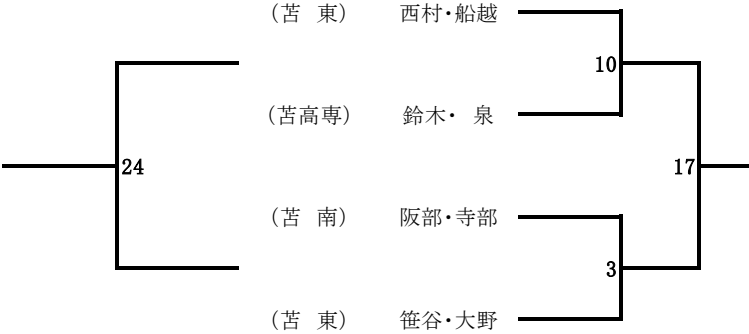 (苫 東) 西村・船越
10
(苫高専) 鈴木・ 泉
24
17
(苫 南) 阪部・寺部
3
(苫 東) 笹谷・大野